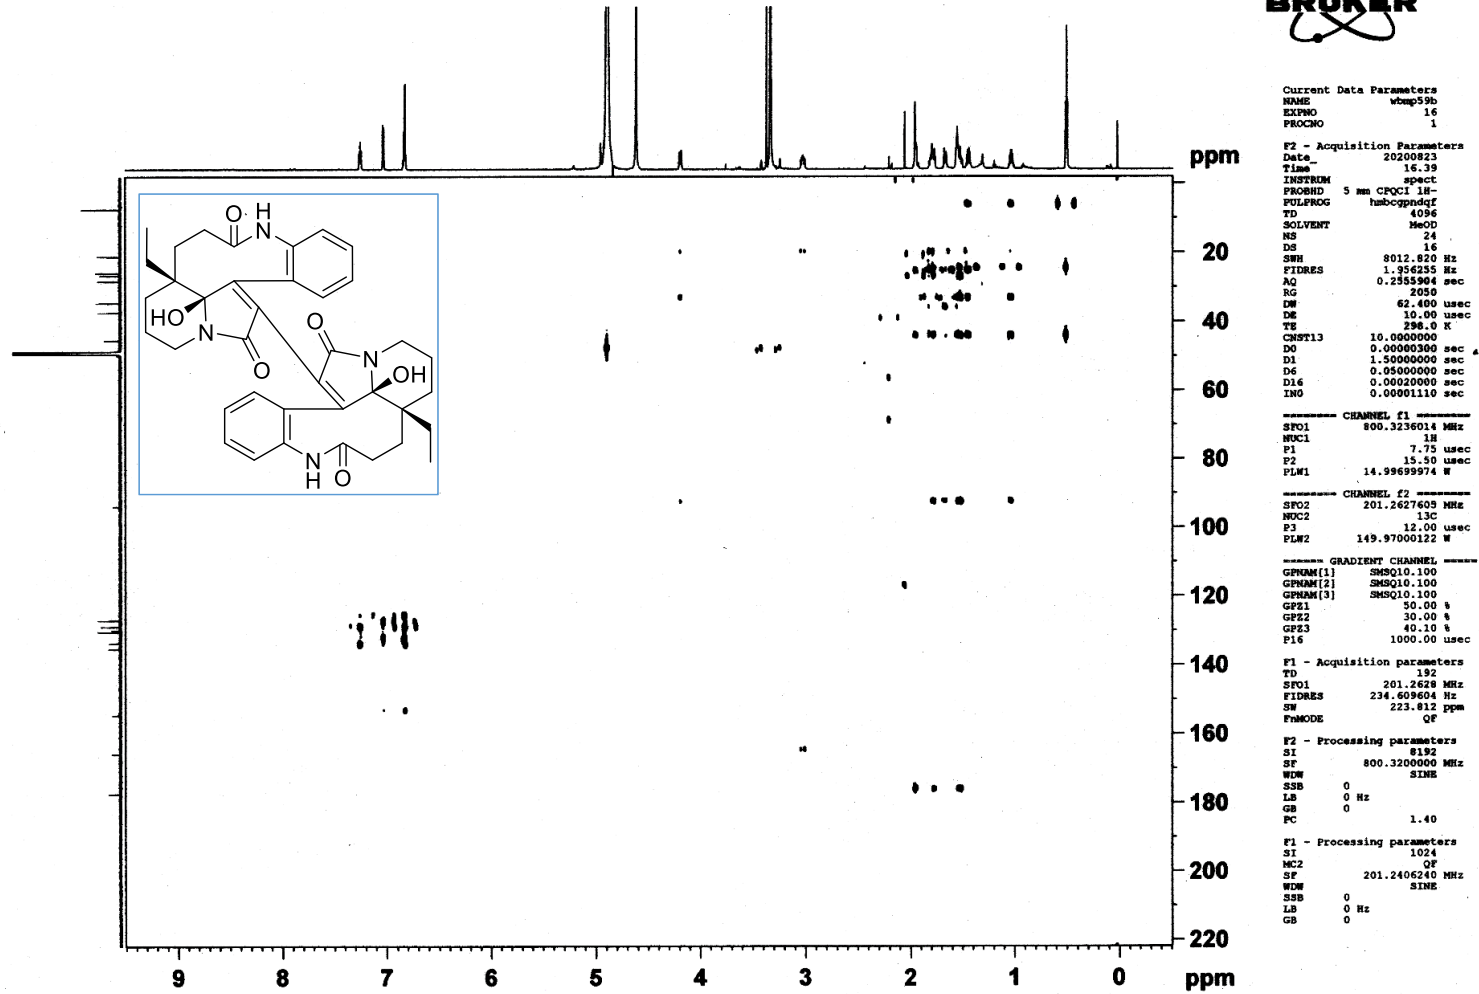 BRUKER
Current Data Parameters
NAME wbmp59b
EXPNO 16
PROCNO 1
F2 - Acquisition Parameters
Date_ 20200823
Time 16.39
INSTRUM spect
PROBHD 5 mm CPQCI 1H-
PULPROG hmbcgpndqf
TD 4096
SOLVENT MeOD
NS 24
DS 16
SWH 8012.820 Hz
FIDRES 1.956255 Hz
AQ 0.2555904 sec
RG 2050
DW 62.400 usec
DE 10.00 usec
TE 298.0 K
CNST13 10.0000000
D0 0.00000300 sec
D1 1.50000000 sec
D6 0.05000000 sec
D16 0.00020000 sec
IN0 0.00001110 sec
======== CHANNEL f1 ========
SFO1 800.3236014 MHz
NUC1 1H
P1 7.75 usec
P2 15.50 usec
PLW1 14.99699974 W
======== CHANNEL f2 ========
SFO2 201.2627605 MHz
NUC2 13C
P3 12.00 usec
PLW2 149.97000122 W
====== GRADIENT CHANNEL =====
GPNAM[1] SMSQ10.100
GPNAM[2] SMSQ10.100
GPNAM[3] SMSQ10.100
GPZ1 50.00 %
GPZ2 30.00 %
GPZ3 40.10 %
P16 1000.00 usec
F1 - Acquisition parameters
TD 192
SFO1 201.2628 MHz
FIDRES 234.609604 Hz
SW 223.812 ppm
FnMODE QF
F2 - Processing parameters
SI 8192
SF 800.3200000 MHz
WDW SINE
SSB 0
LB 0 Hz
GB 0
PC 1.40
F1 - Processing parameters
SI 1024
MC2 QF
SF 201.2406240 MHz
WDW SINE
SSB 0
LB 0 Hz
GB 0
ppm
20
40
60
80
100
120
140
160
180
200
220
9 8 7 6 5 4 3 2 1 0 ppm
H
O N
HO
N O
O
N
OH
N
H O